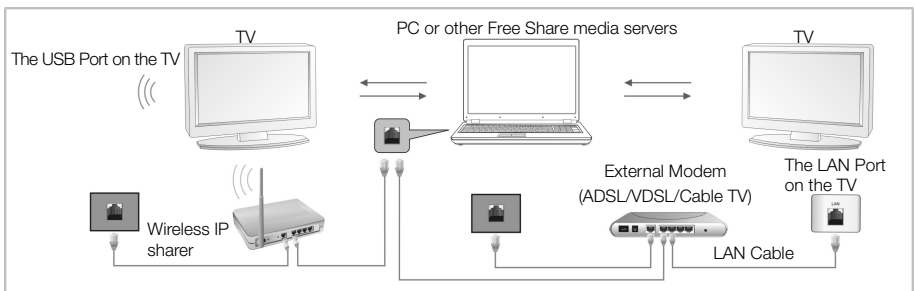 TV
PC or other Free Share media servers
TV
The USB Port on the TV
External Modem
(ADSL/VDSL/Cable TV)
The LAN Port
on the TV
LAN
Wireless IP
sharer
LAN Cable